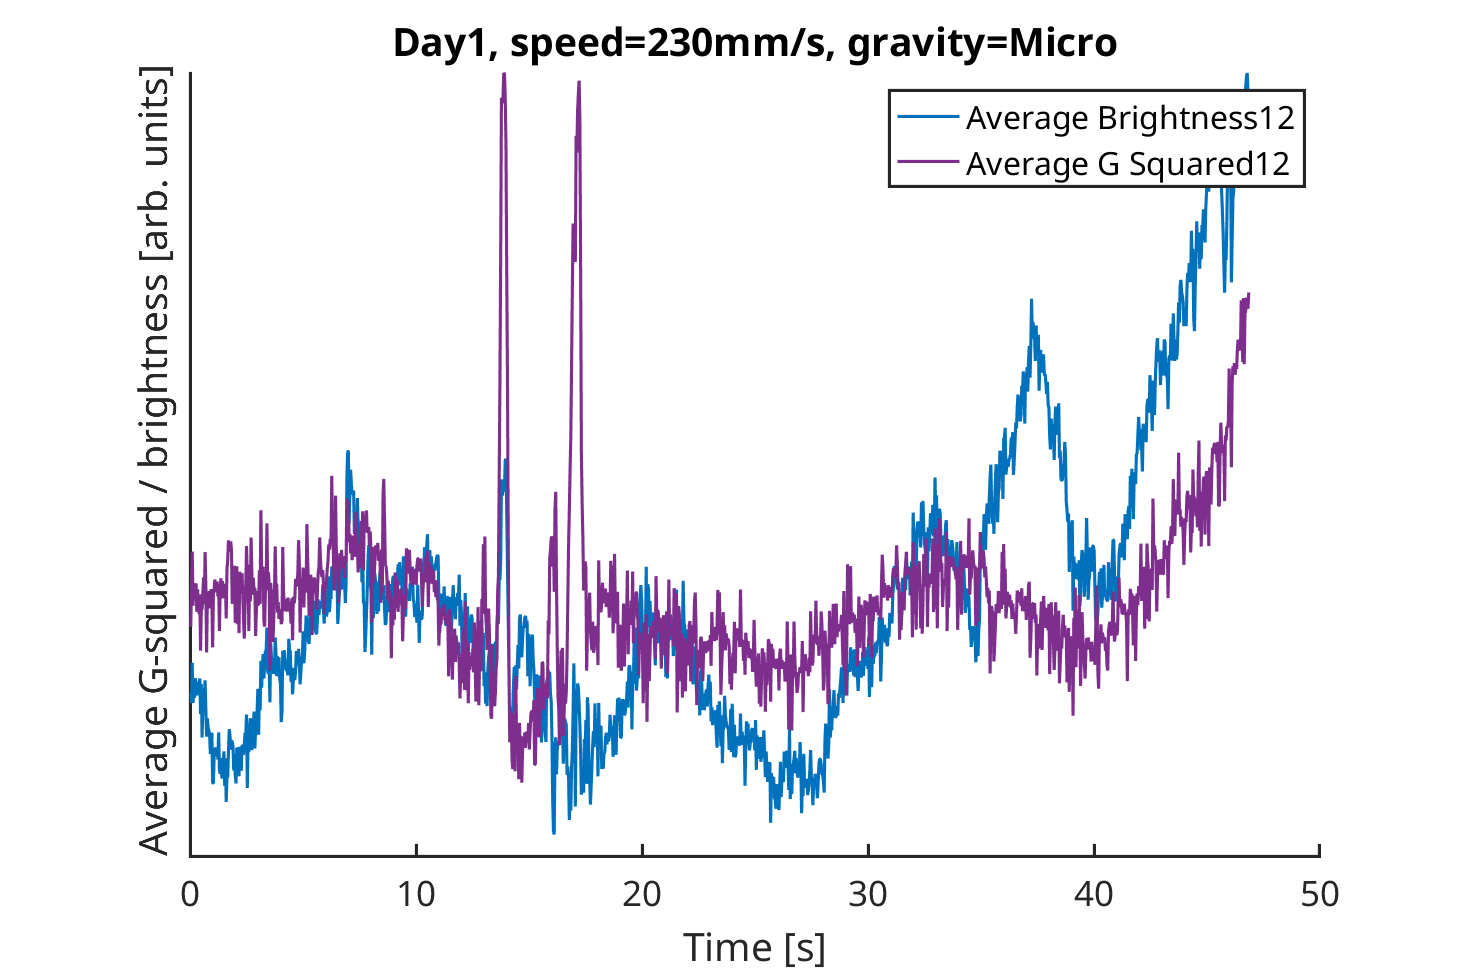 Day1, speed=230mm/s, gravity=Micro
Average G-squared / brightness [arb. units]
Average Brightness12
Average G Squared12
0 10 20 30 40 50
Time [s]